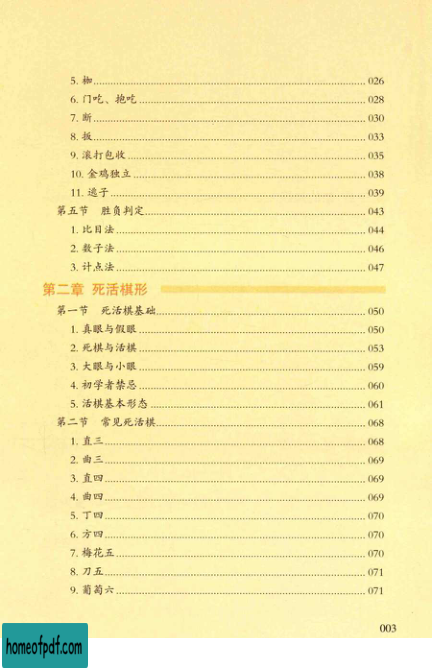 5. 枷 026
6. 门吃、抱吃 028
7. 断 030
8. 扳 033
9. 滚打包收 035
10. 金鸡独立 038
11. 逃子 039
第五节 胜负判定 043
1. 比目法 044
2. 数子法 046
3. 计点法 047
第二章 死活棋形
第一节 死活棋基础 050
1. 真眼与假眼 050
2. 死棋与活棋 053
3. 大眼与小眼 059
4. 初学者禁忌 060
5. 活棋基本形态 061
第二节 常见死活棋 068
1. 直三 068
2. 曲三 069
3. 直四 069
4. 曲四 069
5. 丁四 070
6. 方四 070
7. 梅花五 070
8. 刀五 071
9. 葡萄六 071
003
homeofpdf.com